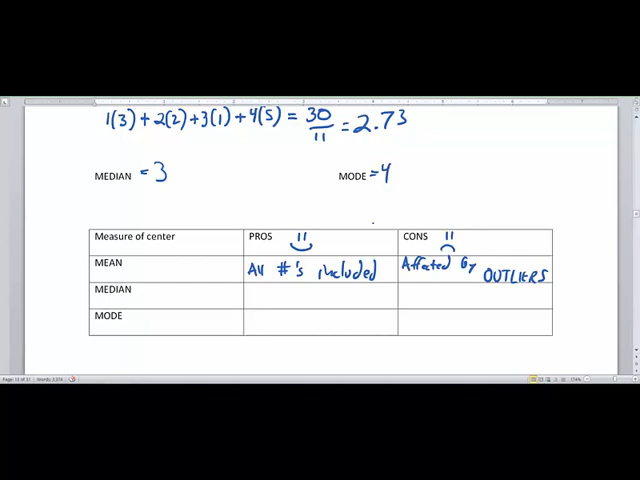 1(3) + 2(2) + 3(1) + 4(5) = 30/11 = 2.73
MEDIAN = 3 MODE = 4
Measure of center PROS CONS
MEAN All #'s included Affected by OUTLIERS
MEDIAN
MODE